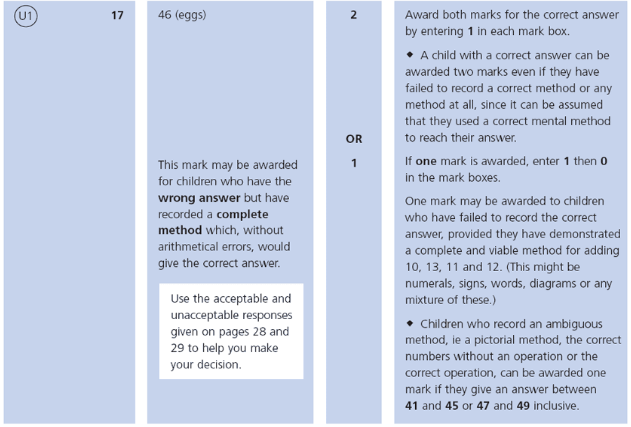 U1
17
46 (eggs)
2
Award both marks for the correct answer
by entering 1 in each mark box.
◆ A child with a correct answer can be
awarded two marks even if they have
failed to record a correct method or any
method at all, since it can be assumed
that they used a correct mental method
to reach their answer.
OR
This mark may be awarded
for children who have the
wrong answer but have
recorded a complete
method which, without
arithmetical errors, would
give the correct answer.
Use the acceptable and
unacceptable responses
given on pages 28 and
29 to help you make
your decision.
1
If one mark is awarded, enter 1 then 0
in the mark boxes.
One mark may be awarded to children
who have failed to record the correct
answer, provided they have demonstrated
a complete and viable method for adding
10, 13, 11 and 12. (This might be
numerals, signs, words, diagrams or any
mixture of these.)
◆ Children who record an ambiguous
method, ie a pictorial method, the correct
numbers without an operation or the
correct operation, can be awarded one
mark if they give an answer between
41 and 45 or 47 and 49 inclusive.